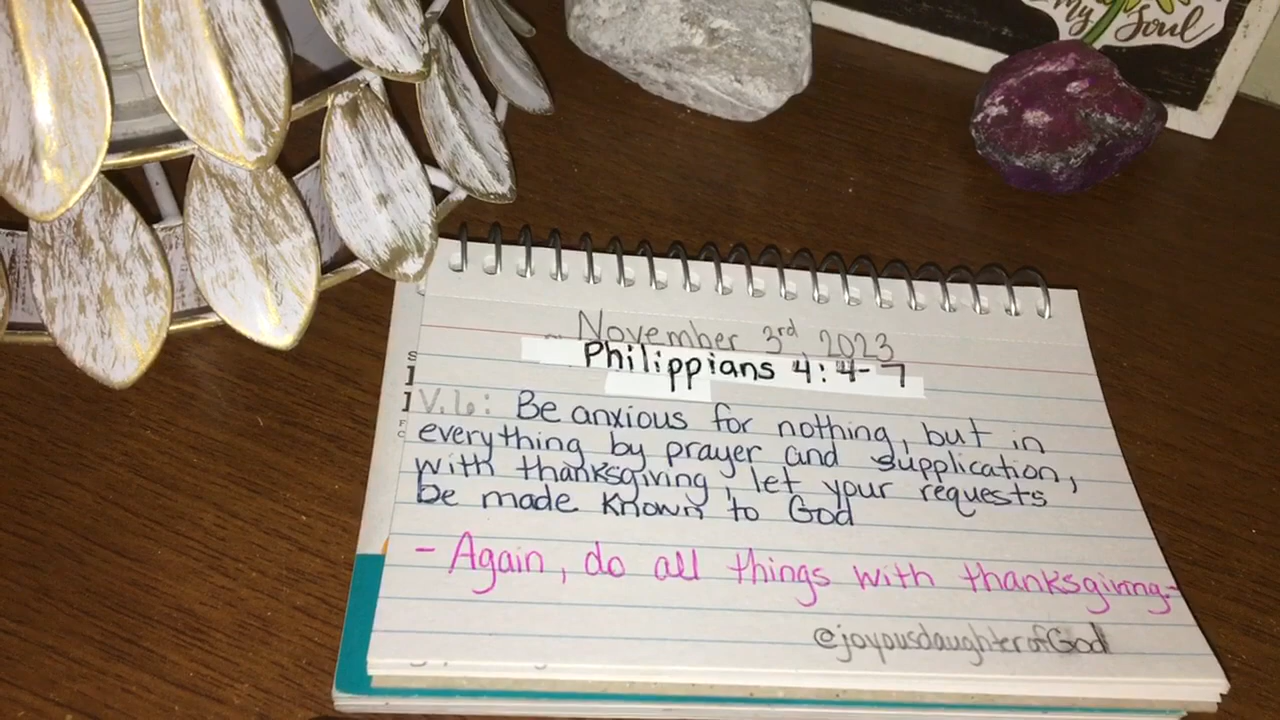 My Soul
November 3rd, 2023
Philippians 4:4-7
V.6: Be anxious for nothing, but in
everything by prayer and supplication,
with thanksgiving, let your requests
be made known to God
- Again, do all things with thanksgiving.-
@joyousdaughterofGod